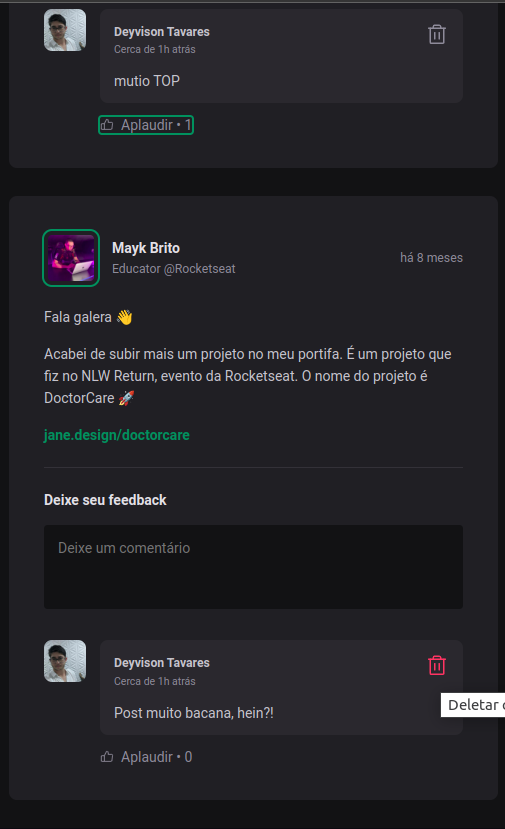 Deyvison Tavares
Cerca de 1h atrás
mutio TOP
Aplaudir • 1
Mayk Brito
Educator @Rocketseat
há 8 meses
Fala galera 👋
Acabei de subir mais um projeto no meu portifa. É um projeto que
fiz no NLW Return, evento da Rocketseat. O nome do projeto é
DoctorCare 🚀
jane.design/doctorcare
Deixe seu feedback
Deixe um comentário
Deyvison Tavares
Cerca de 1h atrás
Post muito bacana, hein?!
Deletar
Aplaudir • 0